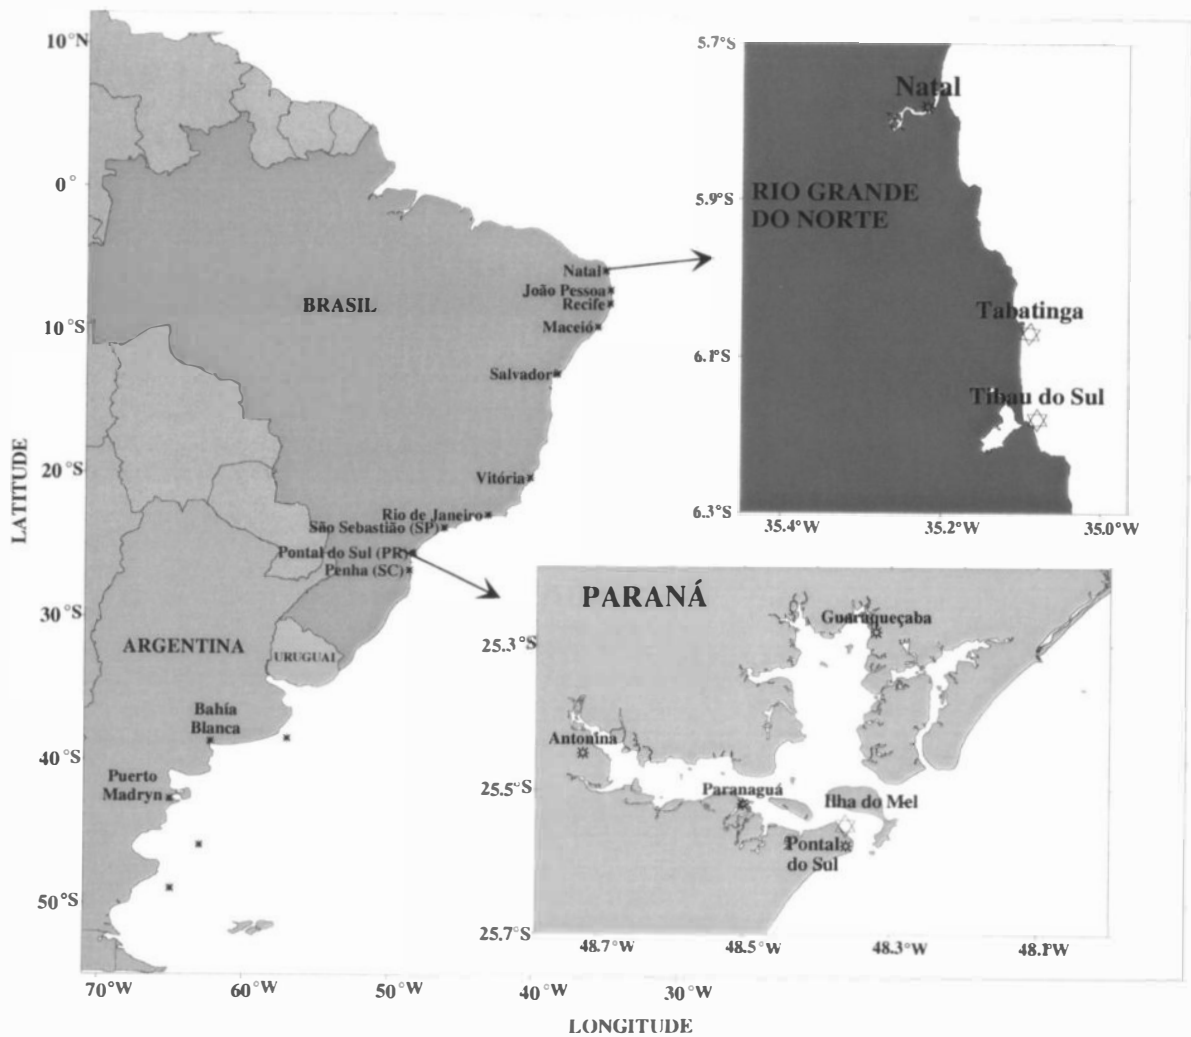 10°N
0°
10°S
20°S
30°S
40°S
50°S
LATITUDE
70°W
60°W
50°W
40°W
30°W
LONGITUDE
BRASIL
Natal
João Pessoa
Recife
Maceió
Salvador
Vitória
Rio de Janeiro
São Sebastião (SP)
Pontal do Sul (PR)
Penha (SC)
ARGENTINA
URUGUAI
Bahía
Blanca
Puerto
Madryn
5.7°S
5.9°S
6.1°S
6.3°S
35.4°W
35.2°W
35.0°W
Natal
RIO GRANDE
DO NORTE
Tabatinga
Tibau do Sul
PARANÁ
25.3°S
25.5°S
25.7°S
48.7°W
48.5°W
48.3°W
48.1°W
Guaraqueçaba
Antonina
Paranaguá
Ilha do Mel
Pontal
do Sul